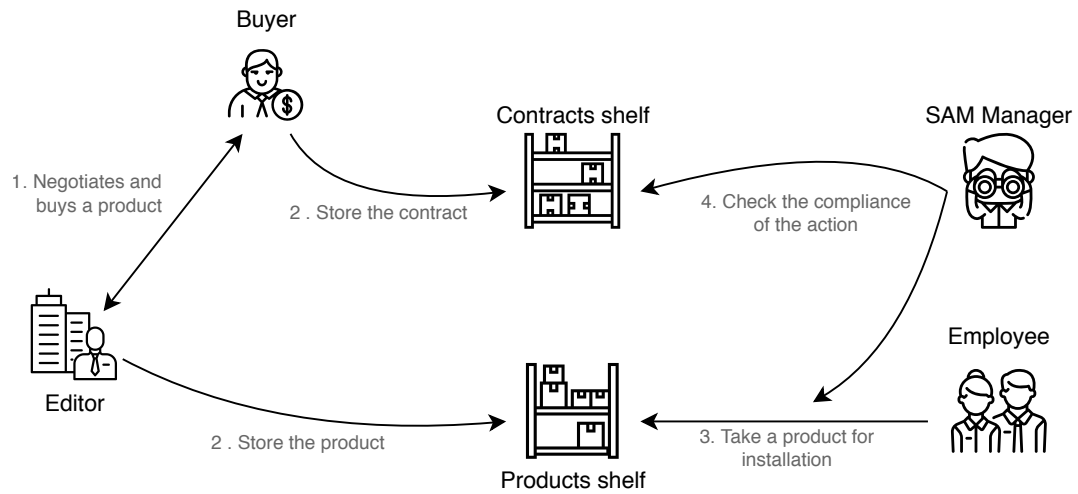 Buyer
Contracts shelf
SAM Manager
1. Negotiates and
buys a product
2 . Store the contract
4. Check the compliance
of the action
Employee
Editor
2 . Store the product
3. Take a product for
installation
Products shelf
$